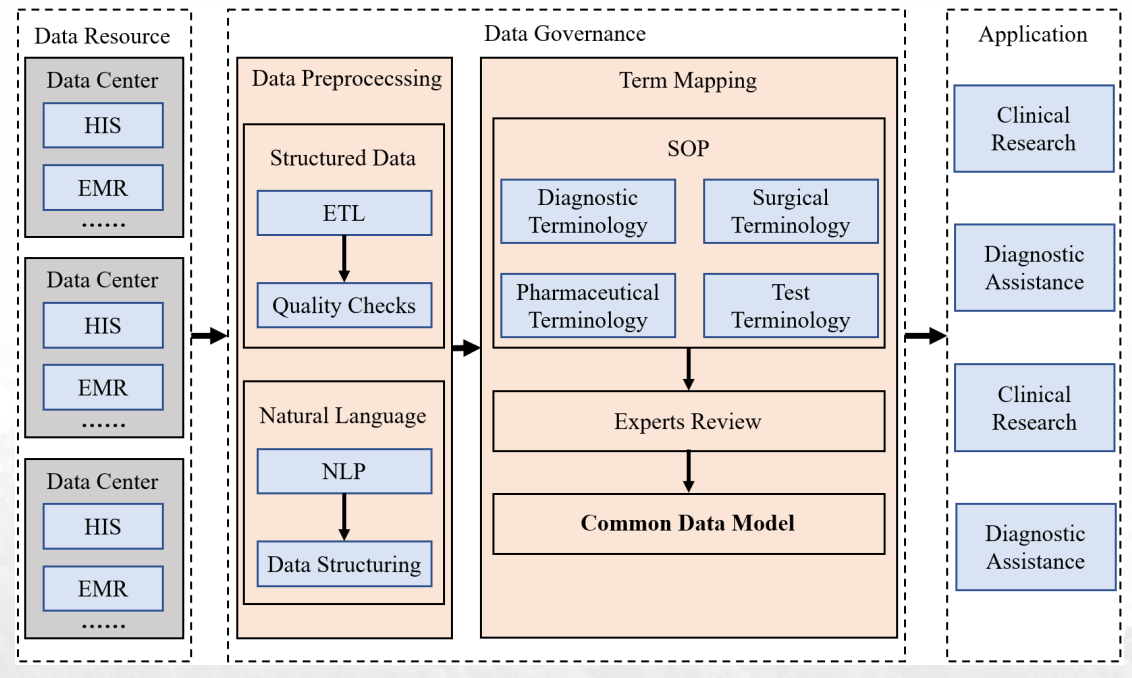 Data Resource
Data Center
HIS
EMR
......
Data Center
HIS
EMR
......
Data Center
HIS
EMR
......
Data Governance
Data Preprocecssing
Structured Data
ETL
Quality Checks
Natural Language
NLP
Data Structuring
Term Mapping
SOP
Diagnostic
Terminology
Surgical
Terminology
Pharmaceutical
Terminology
Test
Terminology
Experts Review
Common Data Model
Application
Clinical
Research
Diagnostic
Assistance
Clinical
Research
Diagnostic
Assistance